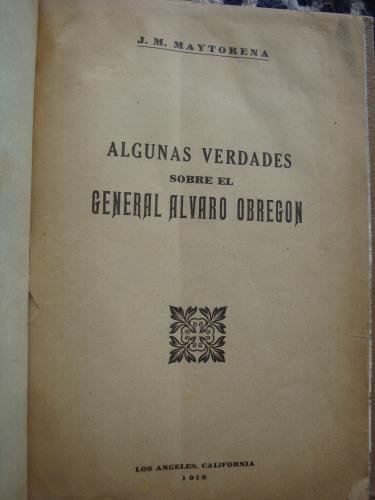 J. M. MAYTORENA
ALGUNAS VERDADES
SOBRE EL
GENERAL ALVARO OBREGON
LOS ANGELES, CALIFORNIA
1919